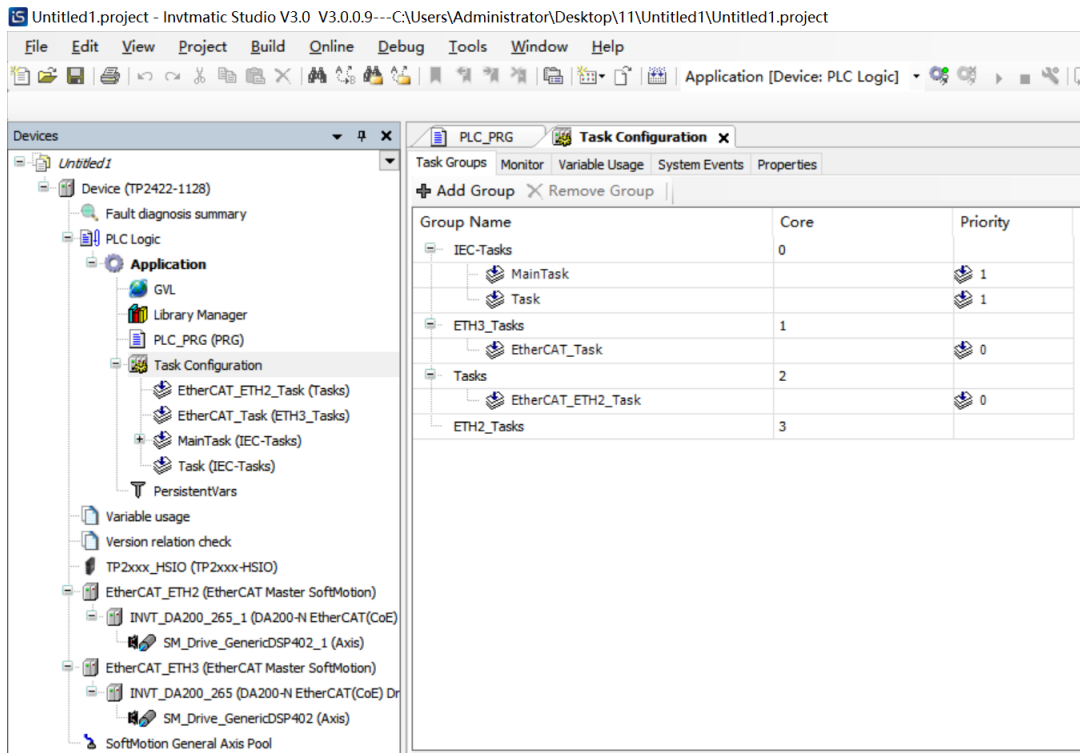 Untitled1.project - Invtmatic Studio V3.0 V3.0.0.9---C:\Users\Administrator\Desktop\11\Untitled1\Untitled1.project
File Edit View Project Build Online Debug Tools Window Help
Application [Device: PLC Logic]
Devices
Untitled1
Device (TP2422-1128)
Fault diagnosis summary
PLC Logic
Application
GVL
Library Manager
PLC_PRG (PRG)
Task Configuration
EtherCAT_ETH2_Task (Tasks)
EtherCAT_Task (ETH3_Tasks)
MainTask (IEC-Tasks)
Task (IEC-Tasks)
PersistentVars
Variable usage
Version relation check
TP2xxx_HSIO (TP2xxx-HSIO)
EtherCAT_ETH2 (EtherCAT Master SoftMotion)
INVT_DA200_265_1 (DA200-N EtherCAT(CoE)
SM_Drive_GenericDSP402_1 (Axis)
EtherCAT_ETH3 (EtherCAT Master SoftMotion)
INVT_DA200_265 (DA200-N EtherCAT(CoE) Dr
SM_Drive_GenericDSP402 (Axis)
SoftMotion General Axis Pool
PLC_PRG Task Configuration
Task Groups Monitor Variable Usage System Events Properties
Add Group Remove Group
Group Name Core Priority
IEC-Tasks 0
MainTask 1
Task 1
ETH3_Tasks 1
EtherCAT_Task 0
Tasks 2
EtherCAT_ETH2_Task 0
ETH2_Tasks 3